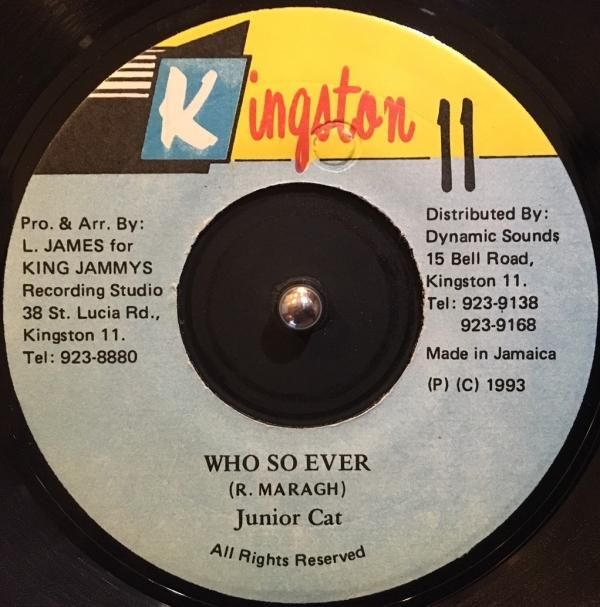 Kingston 11
Pro. & Arr. By:
L. JAMES for
KING JAMMYS
Recording Studio
38 St. Lucia Rd.,
Kingston 11.
Tel: 923-8880
Distributed By:
Dynamic Sounds
15 Bell Road,
Kingston 11.
Tel: 923-9138
923-9168
Made in Jamaica
(P) (C) 1993
WHO SO EVER
(R. MARAGH)
Junior Cat
All Rights Reserved